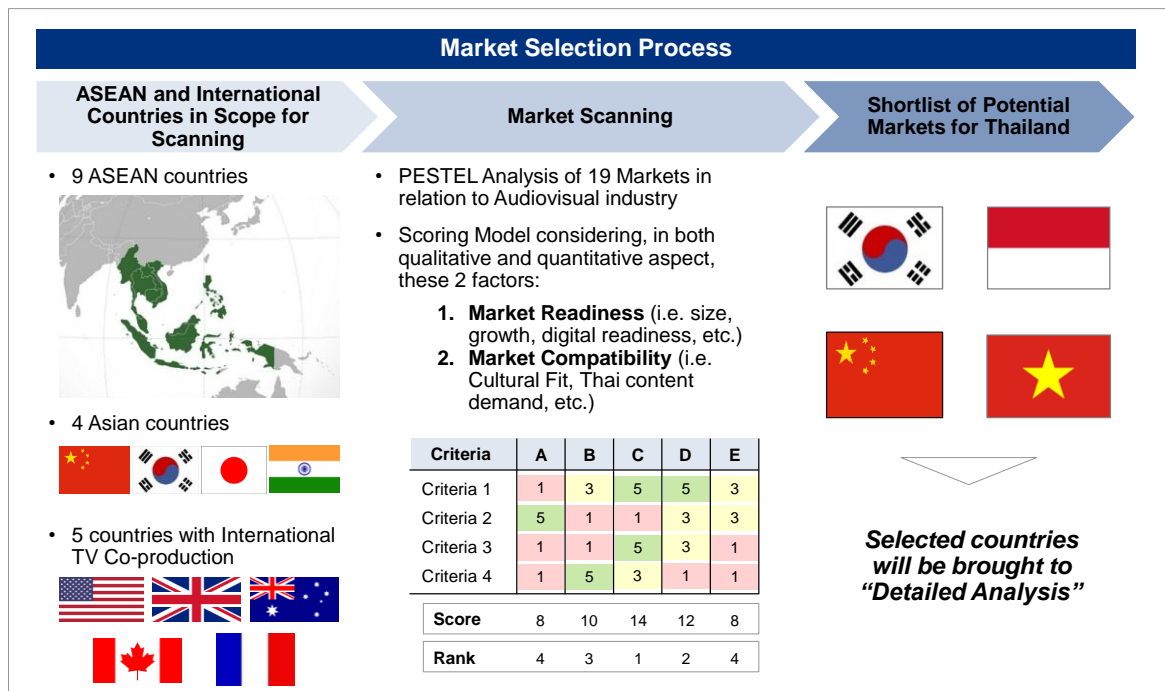 Market Selection Process
ASEAN and International
Countries in Scope for
Scanning
Market Scanning
Shortlist of Potential
Markets for Thailand
• 9 ASEAN countries
• 4 Asian countries
• 5 countries with International
TV Co-production
• PESTEL Analysis of 19 Markets in
relation to Audiovisual industry
• Scoring Model considering, in both
qualitative and quantitative aspect,
these 2 factors:
1. Market Readiness (i.e. size,
growth, digital readiness, etc.)
2. Market Compatibility (i.e.
Cultural Fit, Thai content
demand, etc.)
Criteria A B C D E
Criteria 1 1 3 5 5 3
Criteria 2 5 1 1 3 3
Criteria 3 1 1 5 3 1
Criteria 4 1 5 3 1 1
Score 8 10 14 12 8
Rank 4 3 1 2 4
Selected countries
will be brought to
“Detailed Analysis”